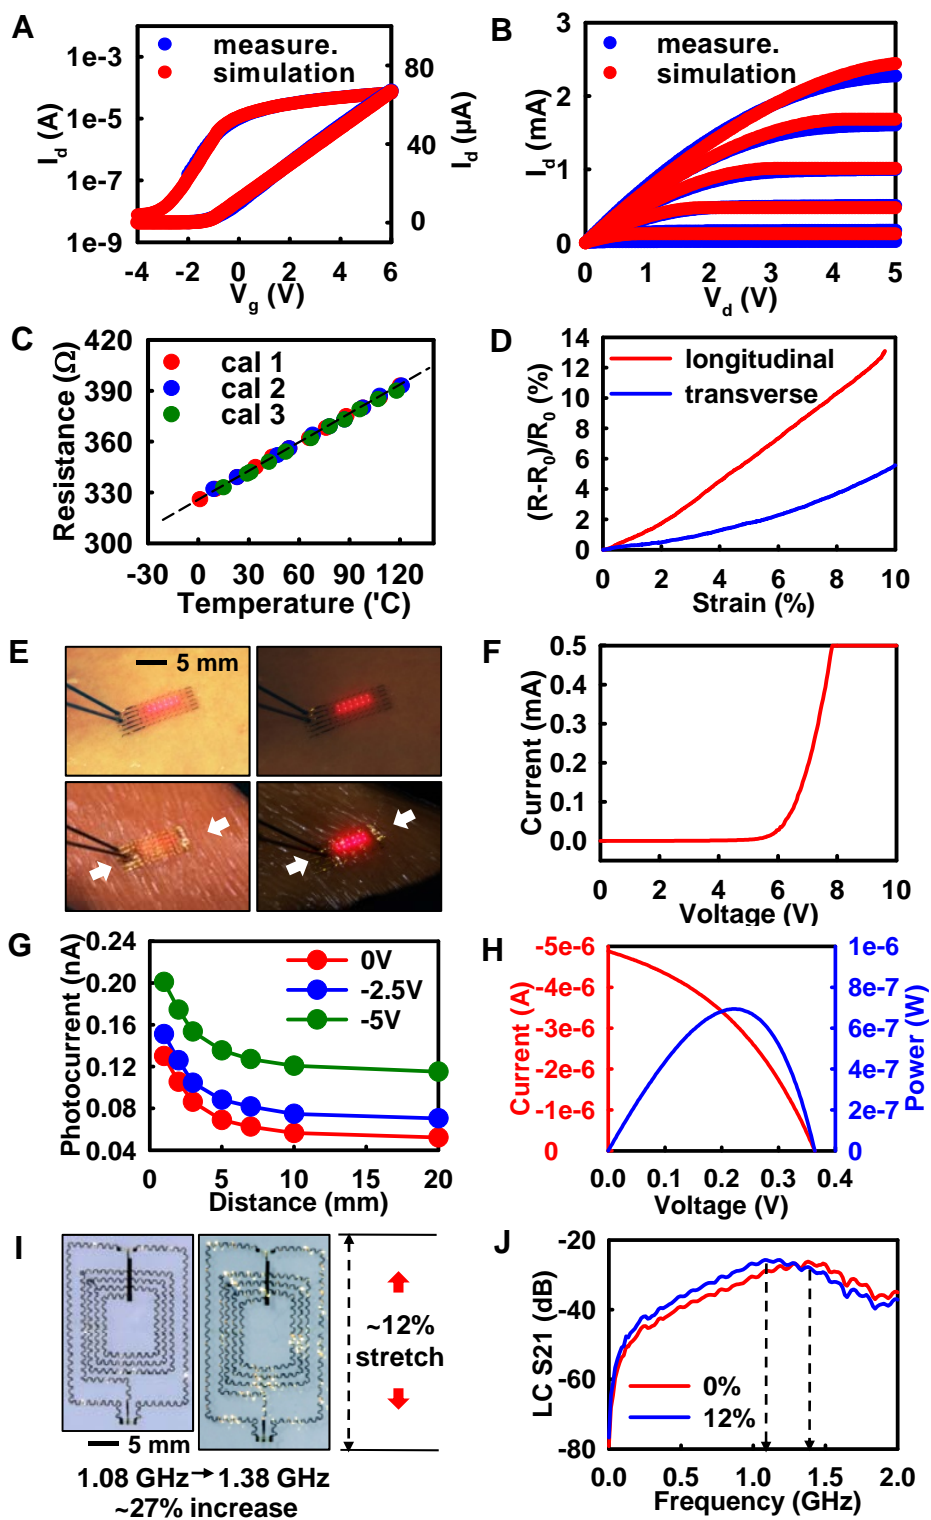 A
measure.
simulation
1e-3
1e-5
1e-7
1e-9
I_d (A)
80
60
40
20
0
I_d (µA)
-4 -2 0 2 4 6
V_g (V)
B
measure.
simulation
3
2
1
0
I_d (mA)
0 1 2 3 4 5
V_d (V)
C
cal 1
cal 2
cal 3
420
390
360
330
300
Resistance (Ω)
-30 0 30 60 90 120
Temperature ('C)
D
longitudinal
transverse
14
12
10
8
6
4
2
0
(R-R_0)/R_0 (%)
0 2 4 6 8 10
Strain (%)
E
5 mm
F
0.5
0.4
0.3
0.2
0.1
0.0
Current (mA)
0 2 4 6 8 10
Voltage (V)
G
0V
-2.5V
-5V
0.24
0.20
0.16
0.12
0.08
0.04
Photocurrent (nA)
0 5 10 15 20
Distance (mm)
H
-5e-6
-4e-6
-3e-6
-2e-6
-1e-6
0
Current (A)
1e-6
8e-7
6e-7
4e-7
2e-7
0
Power (W)
0.0 0.1 0.2 0.3 0.4
Voltage (V)
I
~12%
stretch
5 mm
1.08 GHz → 1.38 GHz
~27% increase
J
-20
-40
-60
-80
LC S21 (dB)
0%
12%
0.0 0.5 1.0 1.5 2.0
Frequency (GHz)